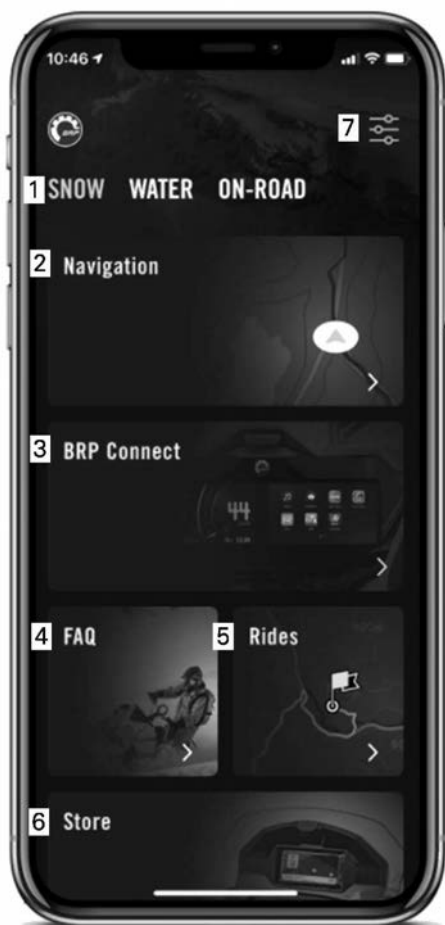 10:46
7
BRP
1 SNOW WATER ON-ROAD
2 Navigation
3 BRP Connect
4 FAQ
5 Rides
6 Store